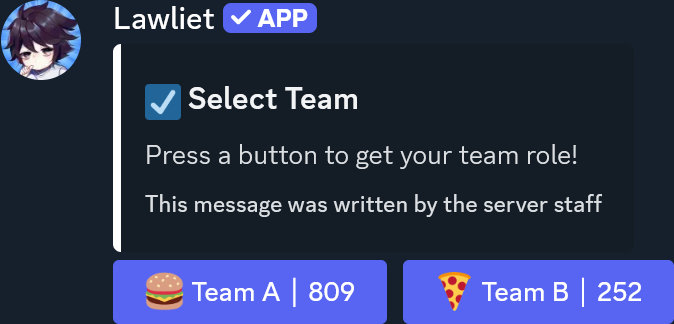 Lawliet APP
Select Team
Press a button to get your team role!
This message was written by the server staff
Team A | 809
Team B | 252